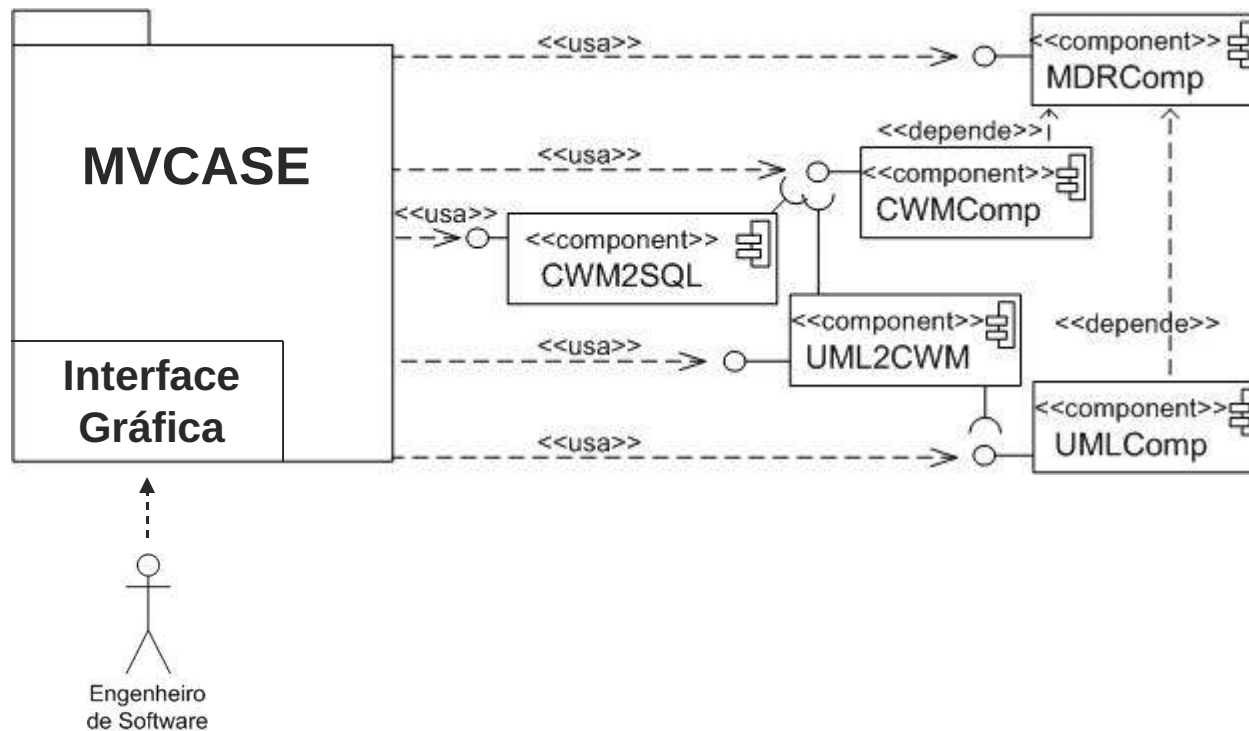 <<usa>>
<<component>>
MDRComp
MVCASE
<<usa>>
<<depende>>
<<component>>
CWMComp
<<usa>>
<<component>>
CWM2SQL
<<usa>>
<<component>>
UML2CWM
<<depende>>
Interface
Gráfica
<<usa>>
<<component>>
UMLComp
Engenheiro
de Software